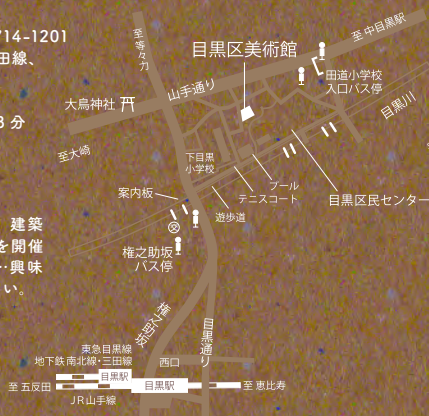 714-1201
田線、
3 分
建築
を開催
…興味
い。
至 等々力
目黒区美術館
至 中目黒駅
田道小学校
入口バス停
山手通り
大鳥神社
目黒川
至大崎
下目黒
小学校
プール
テニスコート
案内板
遊歩道
目黒区民センター
権之助坂
バス停
権之助坂
目黒通り
東急目黒線
地下鉄南北線・三田線
西口
目黒駅
至 五反田
目黒駅
至 恵比寿
JR山手線